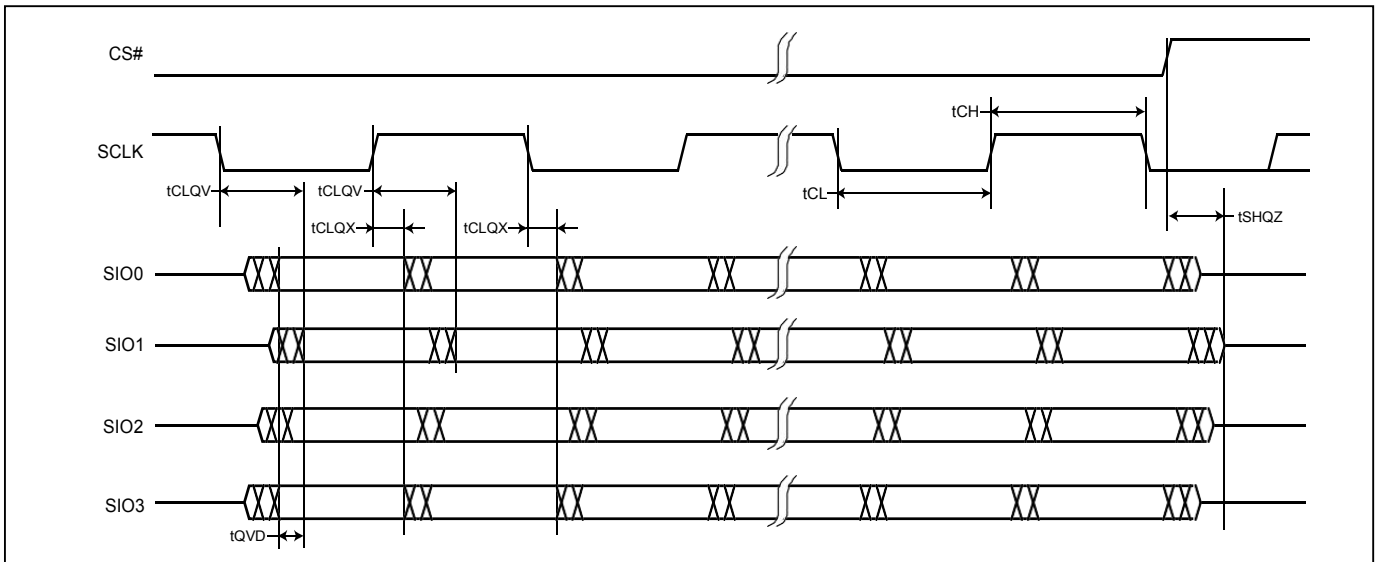 CS#
tCH
SCLK
tCLQV
tCLQV
tCL
tSHQZ
tCLQX
tCLQX
SIO0
SIO1
SIO2
SIO3
tQVD